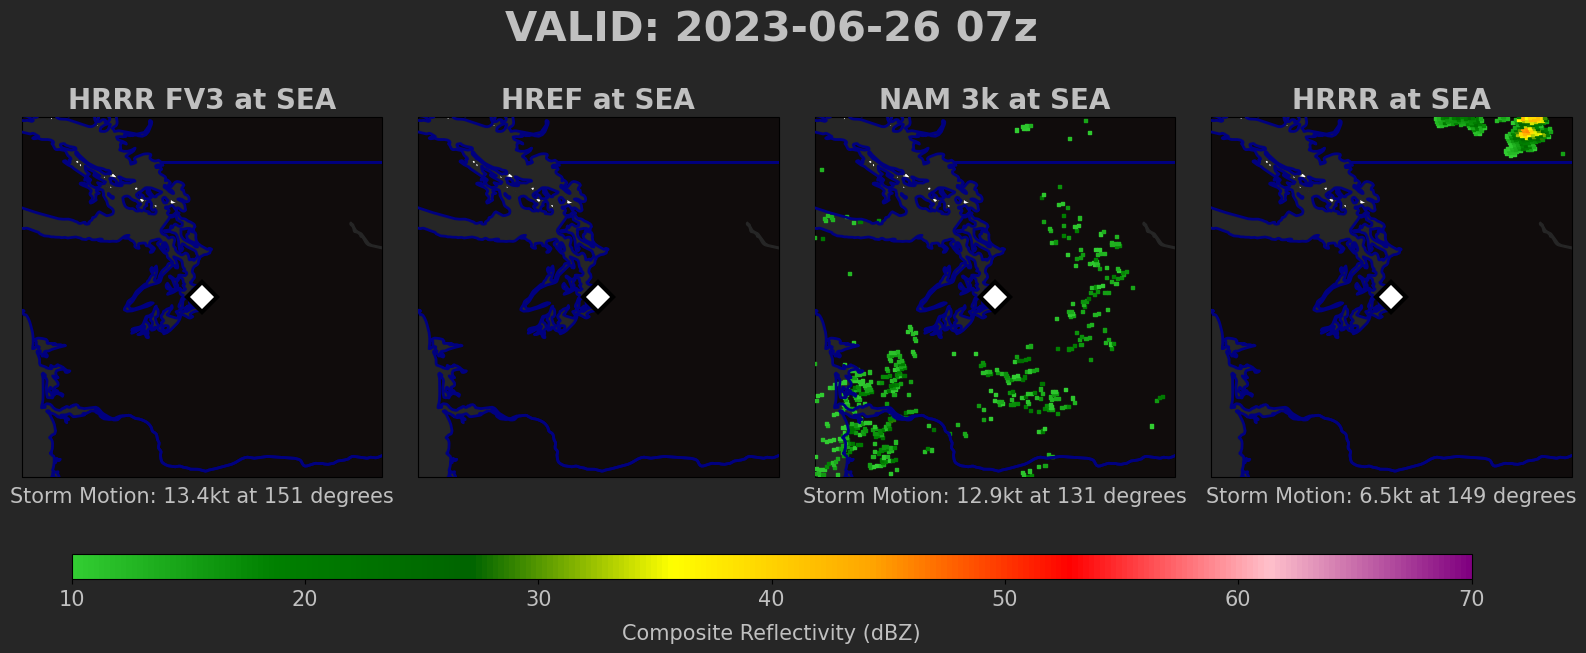 VALID: 2023-06-26 07z
HRRR FV3 at SEA
HREF at SEA
NAM 3k at SEA
HRRR at SEA
Storm Motion: 13.4kt at 151 degrees
Storm Motion: 12.9kt at 131 degrees
Storm Motion: 6.5kt at 149 degrees
10 20 30 40 50 60 70
Composite Reflectivity (dBZ)